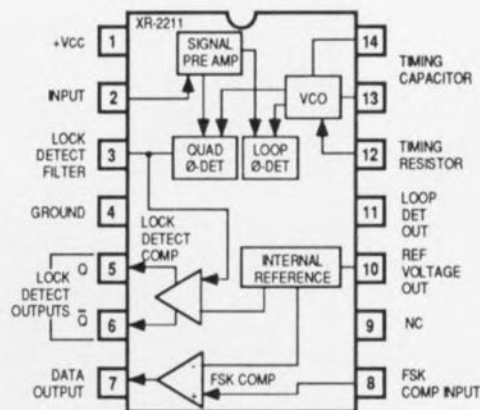 XR-2211
+VCC 1
INPUT 2
LOCK
DETECT 3
FILTER
GROUND 4
Q 5
LOCK
DETECT
OUTPUTS
Q̅ 6
DATA
OUTPUT 7
SIGNAL
PRE AMP
VCO
QUAD
Ø-DET
LOOP
Ø-DET
LOCK
DETECT
COMP
INTERNAL
REFERENCE
- 
+
FSK COMP
14
TIMING
CAPACITOR
13
12 TIMING
RESISTOR
11 LOOP
DET
OUT
10 REF
VOLTAGE
OUT
9 NC
8 FSK
COMP INPUT